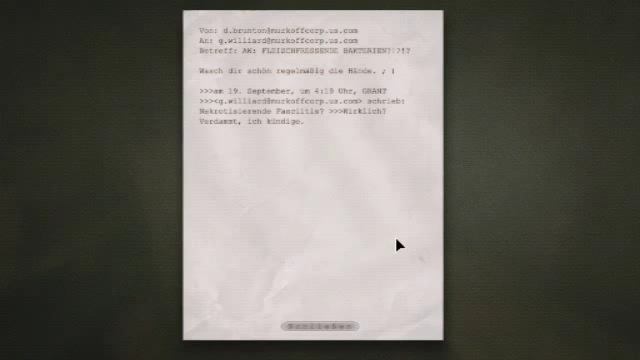 Von: d.brunton@murkoffcorp.us.com
An: g.williard@murkoffcorp.us.com
Betreff: AN: FLEISCHFRESSENDE BAKTERIEN?!?!?
Wasch dir schön regelmäßig die Hände. ; )
>>>am 19. September, um 4:19 Uhr, GRANT
>>><g.williard@murkoffcorp.us.com> schrieb:
Nekrotisierende Fasciitis? >>>Wirklich?
Verdammt, ich kündige.
Schließen